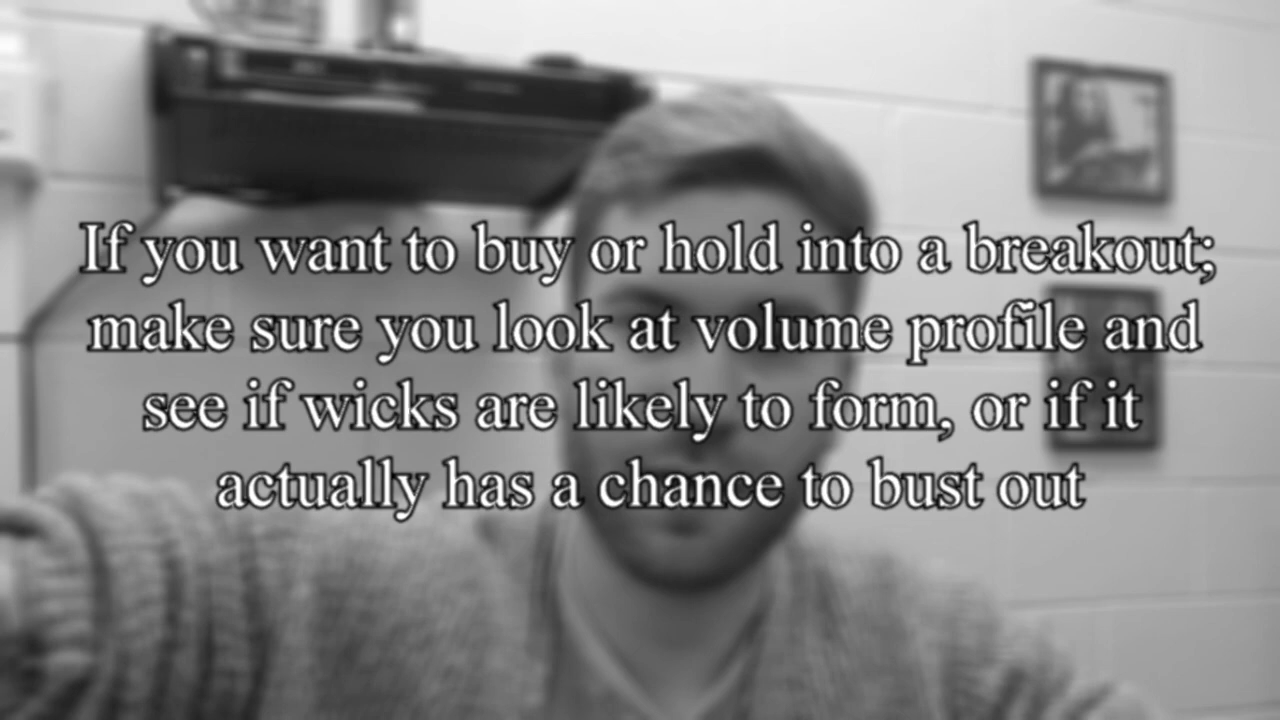 If you want to buy or hold into a breakout;
make sure you look at volume profile and
see if wicks are likely to form, or if it
actually has a chance to bust out